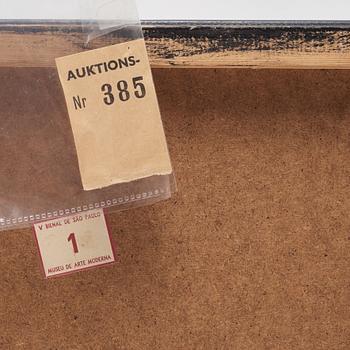 AUKTIONS-
Nr 385
V BIENAL DE SÃO PAULO
1
MUSEU DE ARTE MODERNA